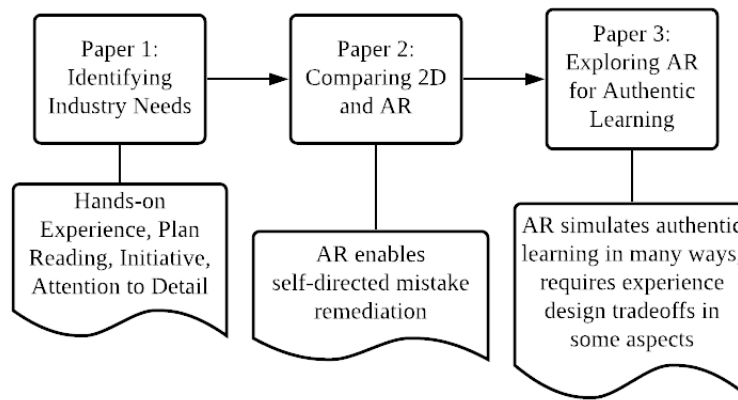 Paper 1:
Identifying
Industry Needs
Paper 2:
Comparing 2D
and AR
Paper 3:
Exploring AR
for Authentic
Learning
Hands-on
Experience, Plan
Reading, Initiative,
Attention to Detail
AR enables
self-directed mistake
remediation
AR simulates authentic
learning in many ways,
requires experience
design tradeoffs in
some aspects